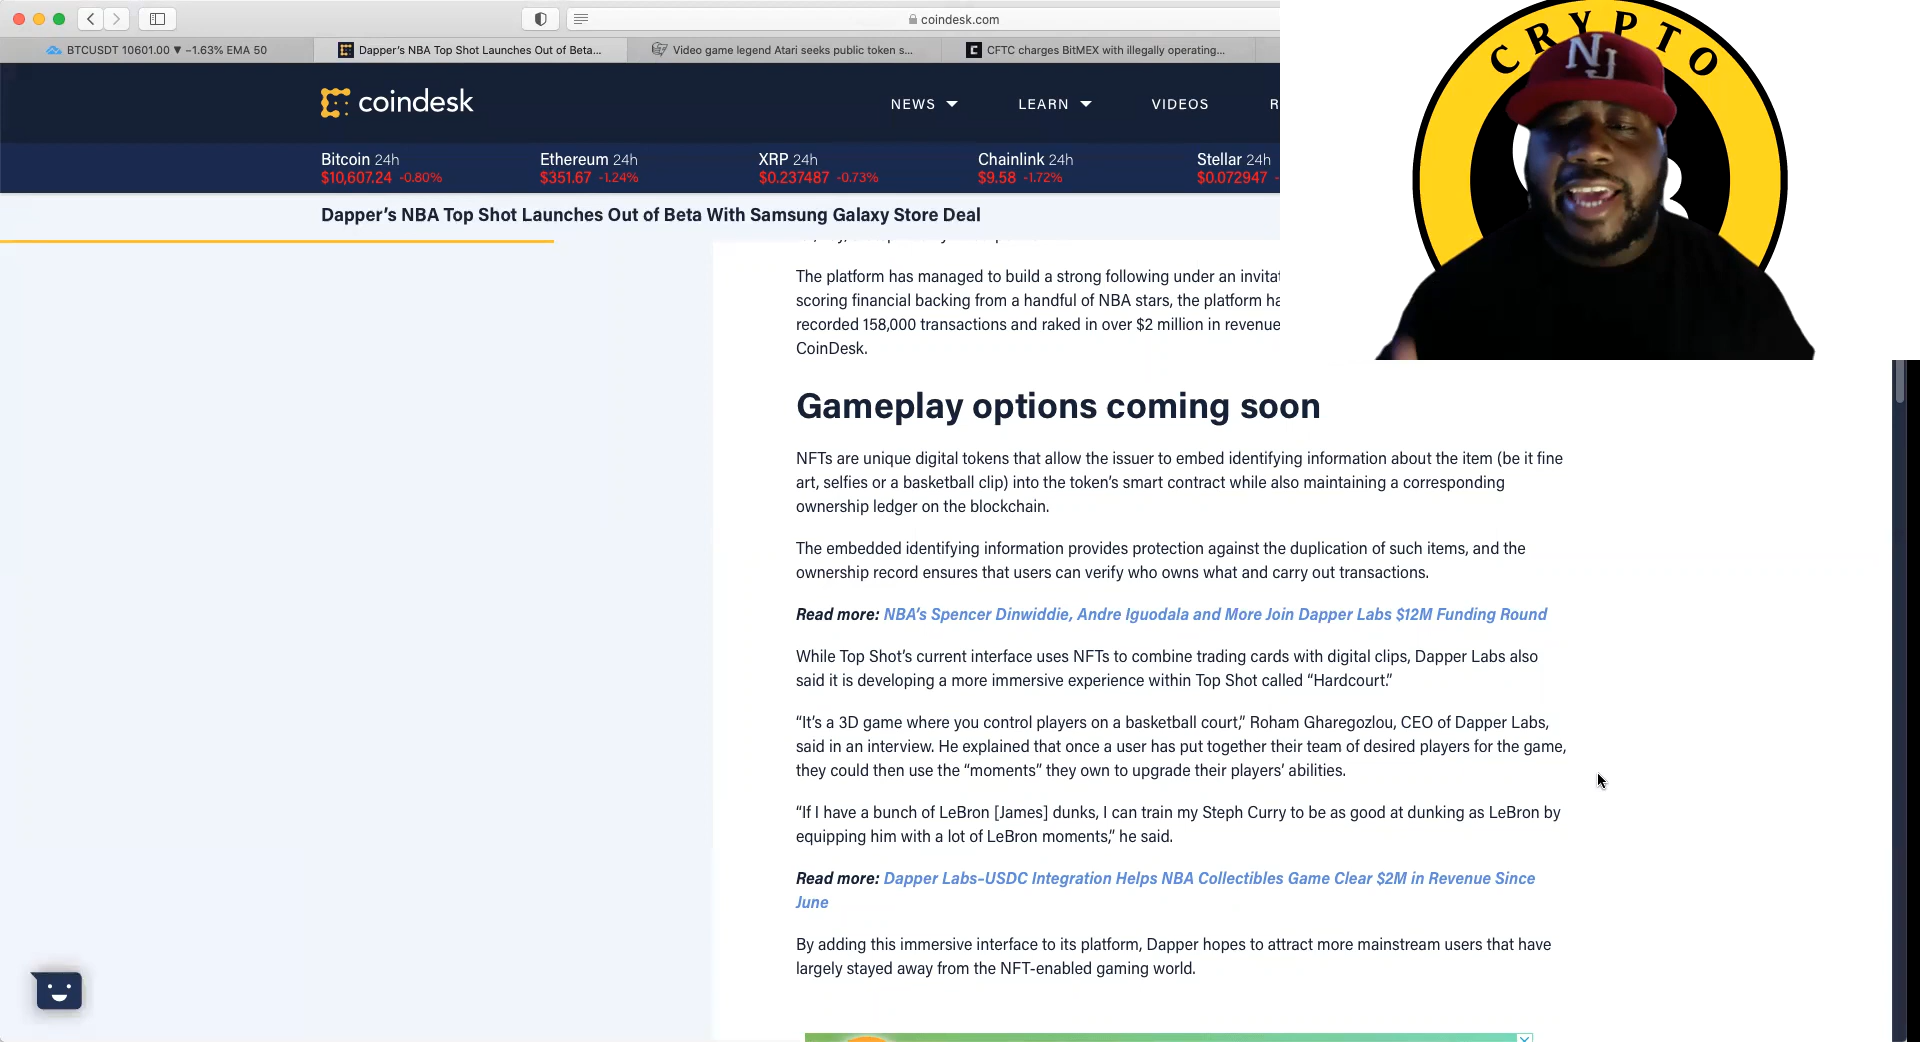 coindesk.com
BTCUSDT 10601.00 ▼ −1.63% EMA 50
Dapper's NBA Top Shot Launches Out of Beta...
Video game legend Atari seeks public token s...
CFTC charges BitMEX with illegally operating...
coindesk
NEWS
LEARN
VIDEOS
R
CRYPTO
NJ
Bitcoin 24h
$10,607.24 -0.80%
Ethereum 24h
$351.67 -1.24%
XRP 24h
$0.237487 -0.73%
Chainlink 24h
$9.58 -1.72%
Stellar 24h
$0.072947 -
Dapper’s NBA Top Shot Launches Out of Beta With Samsung Galaxy Store Deal
The platform has managed to build a strong following under an invitat
scoring financial backing from a handful of NBA stars, the platform ha
recorded 158,000 transactions and raked in over $2 million in revenue
CoinDesk.
Gameplay options coming soon
NFTs are unique digital tokens that allow the issuer to embed identifying information about the item (be it fine
art, selfies or a basketball clip) into the token’s smart contract while also maintaining a corresponding
ownership ledger on the blockchain.
The embedded identifying information provides protection against the duplication of such items, and the
ownership record ensures that users can verify who owns what and carry out transactions.
Read more: NBA’s Spencer Dinwiddie, Andre Iguodala and More Join Dapper Labs $12M Funding Round
While Top Shot’s current interface uses NFTs to combine trading cards with digital clips, Dapper Labs also
said it is developing a more immersive experience within Top Shot called “Hardcourt.”
“It’s a 3D game where you control players on a basketball court,” Roham Gharegozlou, CEO of Dapper Labs,
said in an interview. He explained that once a user has put together their team of desired players for the game,
they could then use the “moments” they own to upgrade their players’ abilities.
“If I have a bunch of LeBron [James] dunks, I can train my Steph Curry to be as good at dunking as LeBron by
equipping him with a lot of LeBron moments,” he said.
Read more: Dapper Labs-USDC Integration Helps NBA Collectibles Game Clear $2M in Revenue Since
June
By adding this immersive interface to its platform, Dapper hopes to attract more mainstream users that have
largely stayed away from the NFT-enabled gaming world.